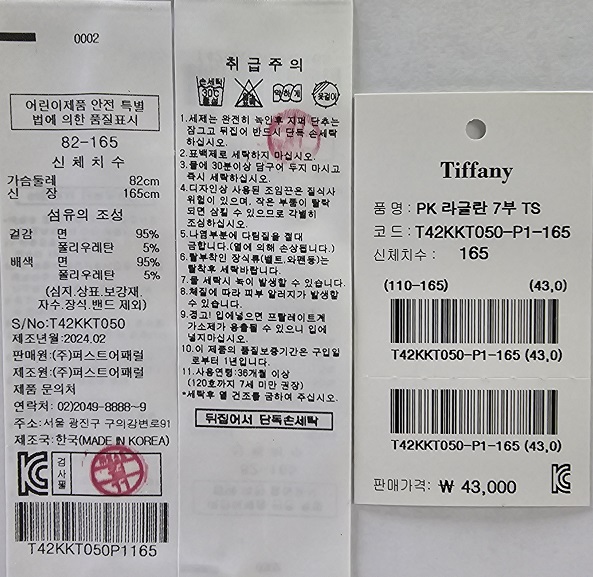 0002
어린이제품 안전 특별
법에 의한 품질표시
82-165
신 체 치 수
가슴둘레 82cm
신 장 165cm
섬유의 조성
겉감 면 95%
폴리우레탄 5%
배색 면 95%
폴리우레탄 5%
(심지.상표.보강재,
자수.장식.밴드 제외)
S/No:T42KKT050
제조년월:2024.02
판매원:(주)퍼스트어패럴
제조원:(주)퍼스트어패럴
제품 문의처
연락처: 02)2049-8888~9
주소:서울 광진구 구의강변로91
제조국:한국(MADE IN KOREA)
KC 검사필
T42KKT050P1165
취 급 주 의
손세탁
30℃
중성
염소
표백
약하게
옷걸이
1.세제는 완전히 녹인후 지퍼 단추는
잠그고 뒤집어 반드시 단독 손세탁
하십시오.
2.표백제로 세탁하지 마십시오.
3.물에 30분이상 담구어 두지 마시고
즉시 세탁하십시오.
4.디자인상 사용된 조임끈은 질식사
위험이 있으며, 작은 부품이 탈락
되면 삼킬 수 있으므로 각별히
조심하십시오.
5.나염부분에 다림질을 절대
금합니다.(열에 의해 손상됩니다.)
6.탈부착인 장식류(벨트,와펜등)는
탈착후 세탁바랍니다.
7.물 세탁시 녹이 발생할 수 있습니다.
8.체질에 따라 피부 알러지가 발생할
수 있습니다.
9.경고! 입에넣으면 프탈레이트계
가소제가 용출될 수 있으니 입에
넣지마십시오.
10.이 제품의 품질보증기간은 구입일
로부터 1년입니다.
11.사용연령:36개월 이상
(120호까지 7세 미만 권장)
*세탁후 열 건조를 금하여 주십시오.
뒤집어서 단독손세탁
Tiffany
품 명 : PK 라글란 7부 TS
코 드 : T42KKT050-P1-165
신체치수 : 165
(110-165) (43,0)
T42KKT050-P1-165 (43,0)
T42KKT050-P1-165 (43,0)
판매가격: ₩ 43,000 KC